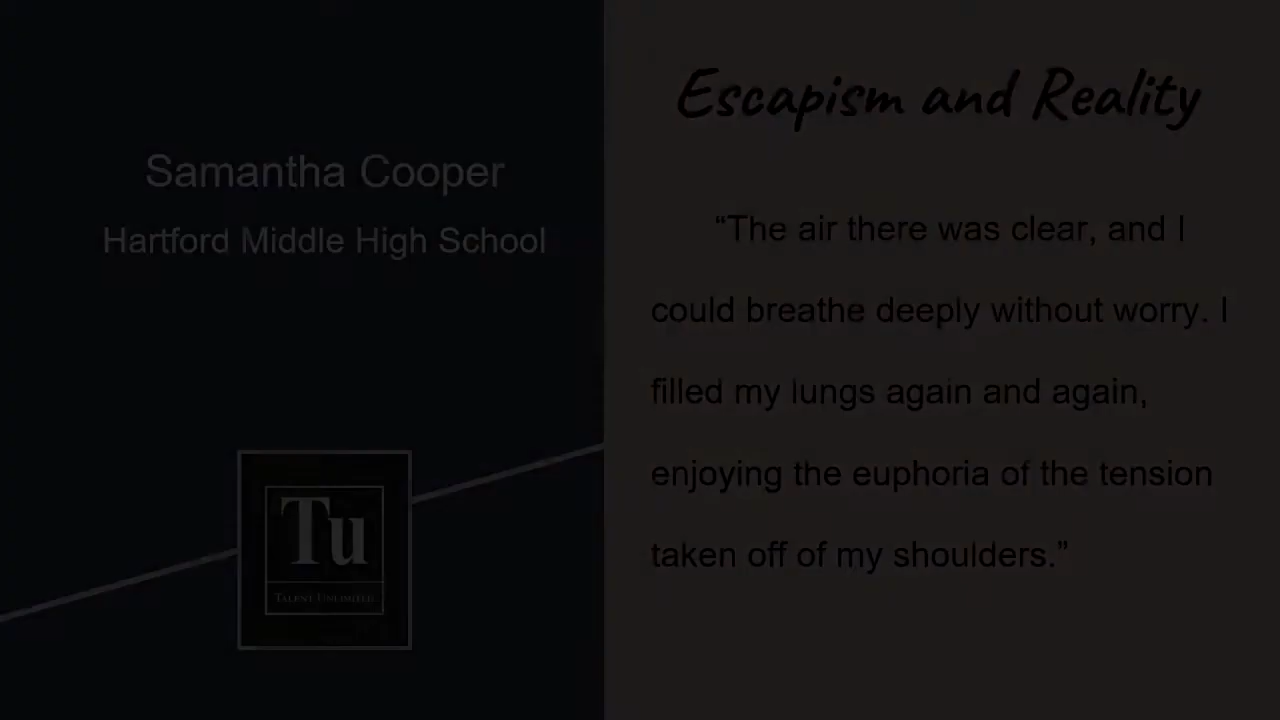 Samantha Cooper
Hartford Middle High School
Tu
TALENT UNLIMITED
Escapism and Reality
“The air there was clear, and I
could breathe deeply without worry. I
filled my lungs again and again,
enjoying the euphoria of the tension
taken off of my shoulders.”